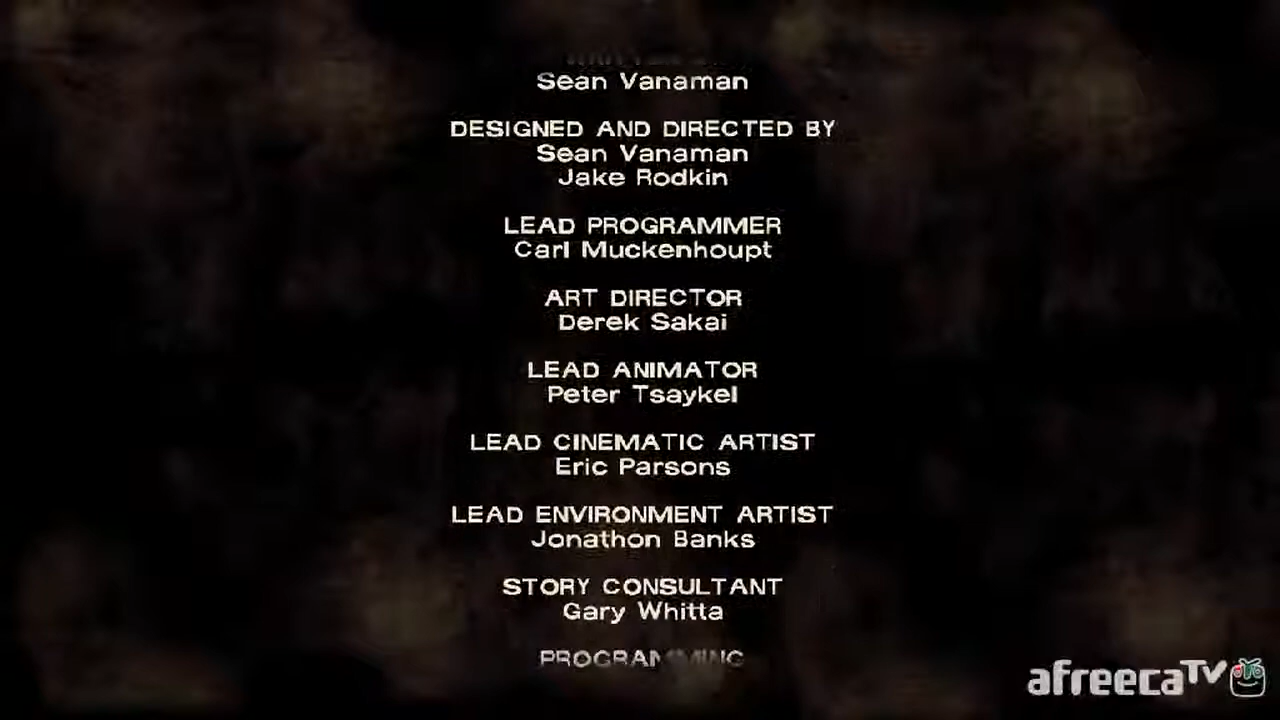 Sean Vanaman
DESIGNED AND DIRECTED BY
Sean Vanaman
Jake Rodkin
LEAD PROGRAMMER
Carl Muckenhoupt
ART DIRECTOR
Derek Sakai
LEAD ANIMATOR
Peter Tsaykel
LEAD CINEMATIC ARTIST
Eric Parsons
LEAD ENVIRONMENT ARTIST
Jonathon Banks
STORY CONSULTANT
Gary Whitta
PROGRAMMING
afreecaTV